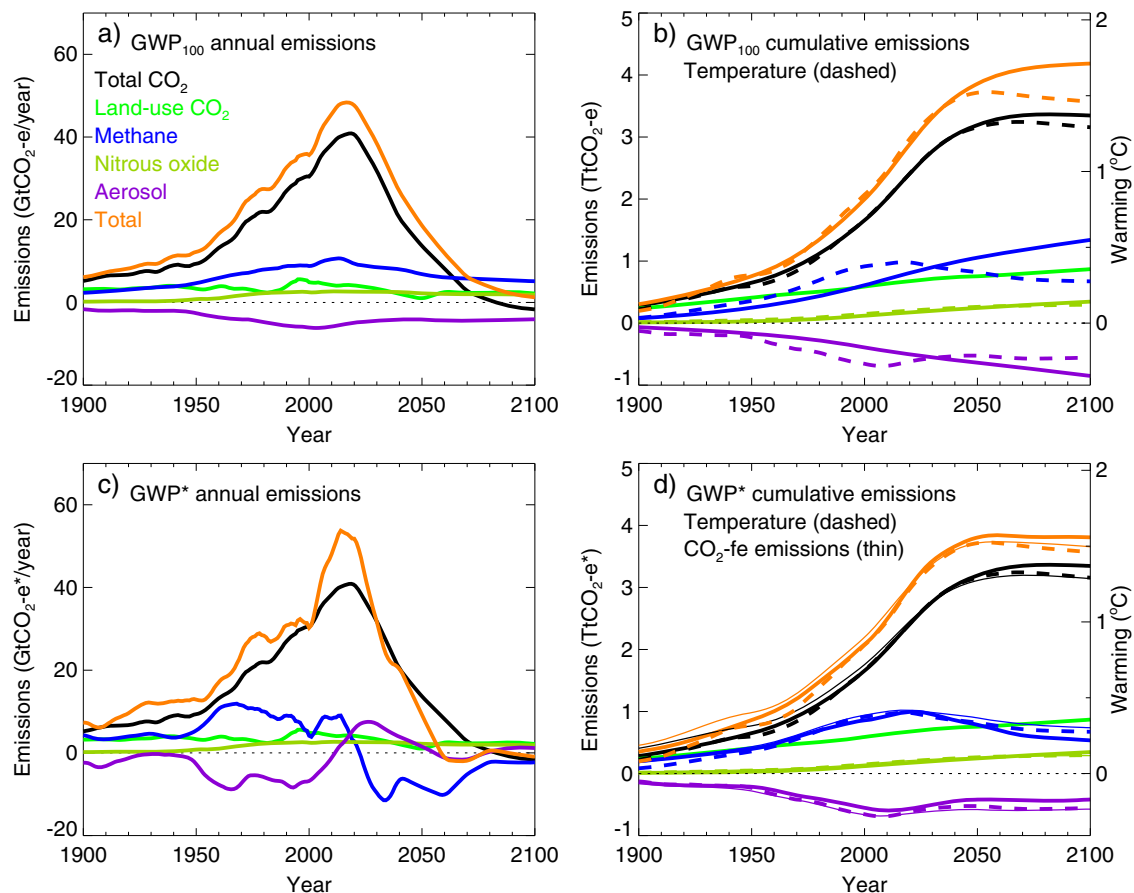 a) GWP100 annual emissions
Total CO2
Land-use CO2
Methane
Nitrous oxide
Aerosol
Total
Emissions (GtCO2-e/year)
60
40
20
0
-20
1900 1950 2000 2050 2100
Year
b) GWP100 cumulative emissions
Temperature (dashed)
Emissions (TtCO2-e)
5
4
3
2
1
0
-1
2
1
0
Warming (°C)
1900 1950 2000 2050 2100
Year
c) GWP* annual emissions
Emissions (GtCO2-e*/year)
60
40
20
0
-20
1900 1950 2000 2050 2100
Year
d) GWP* cumulative emissions
Temperature (dashed)
CO2-fe emissions (thin)
Emissions (TtCO2-e*)
5
4
3
2
1
0
-1
2
1
0
Warming (°C)
1900 1950 2000 2050 2100
Year